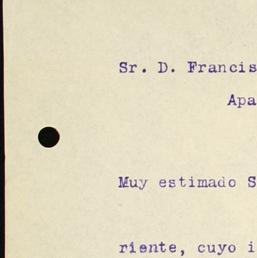 Sr. D. Francis
Apa
Muy estimado S
riente, cuyo i